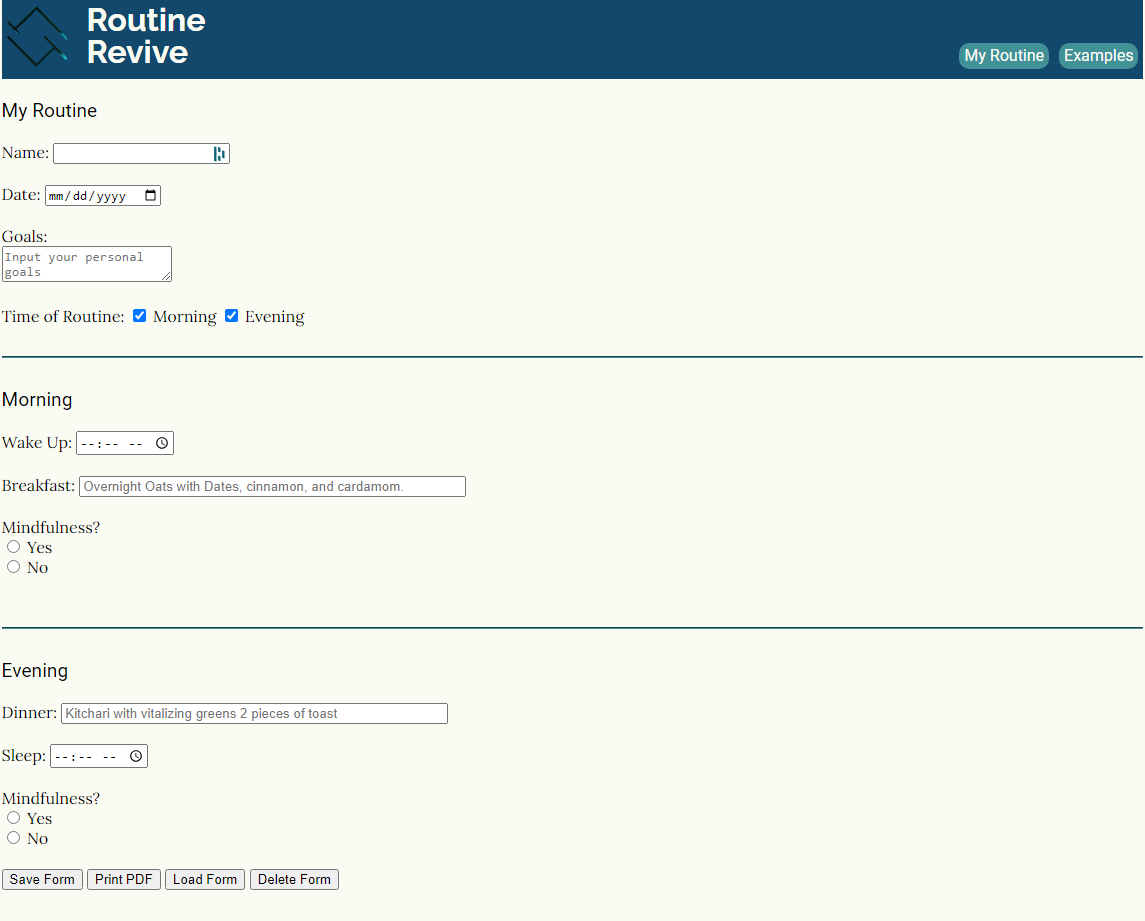 Routine
Revive
My Routine Examples
My Routine
Name:
Date: mm/dd/yyyy
Goals:
Input your personal
goals
Time of Routine: Morning Evening
Morning
Wake Up: --:-- --
Breakfast: Overnight Oats with Dates, cinnamon, and cardamom.
Mindfulness?
Yes
No
Evening
Dinner: Kitchari with vitalizing greens 2 pieces of toast
Sleep: --:-- --
Mindfulness?
Yes
No
Save Form Print PDF Load Form Delete Form